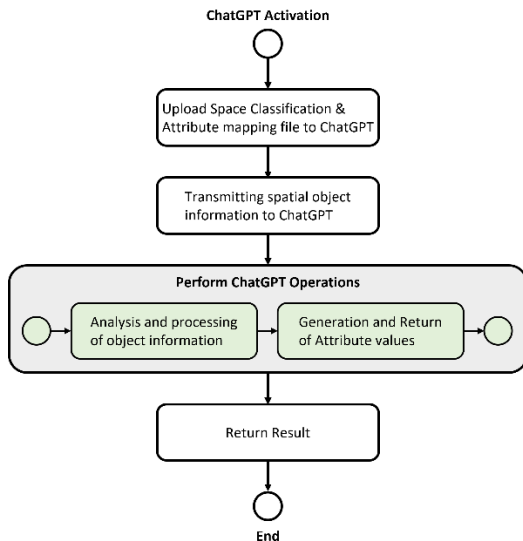 ChatGPT Activation
Upload Space Classification &
Attribute mapping file to ChatGPT
Transmitting spatial object
information to ChatGPT
Perform ChatGPT Operations
Analysis and processing
of object information
Generation and Return
of Attribute values
Return Result
End